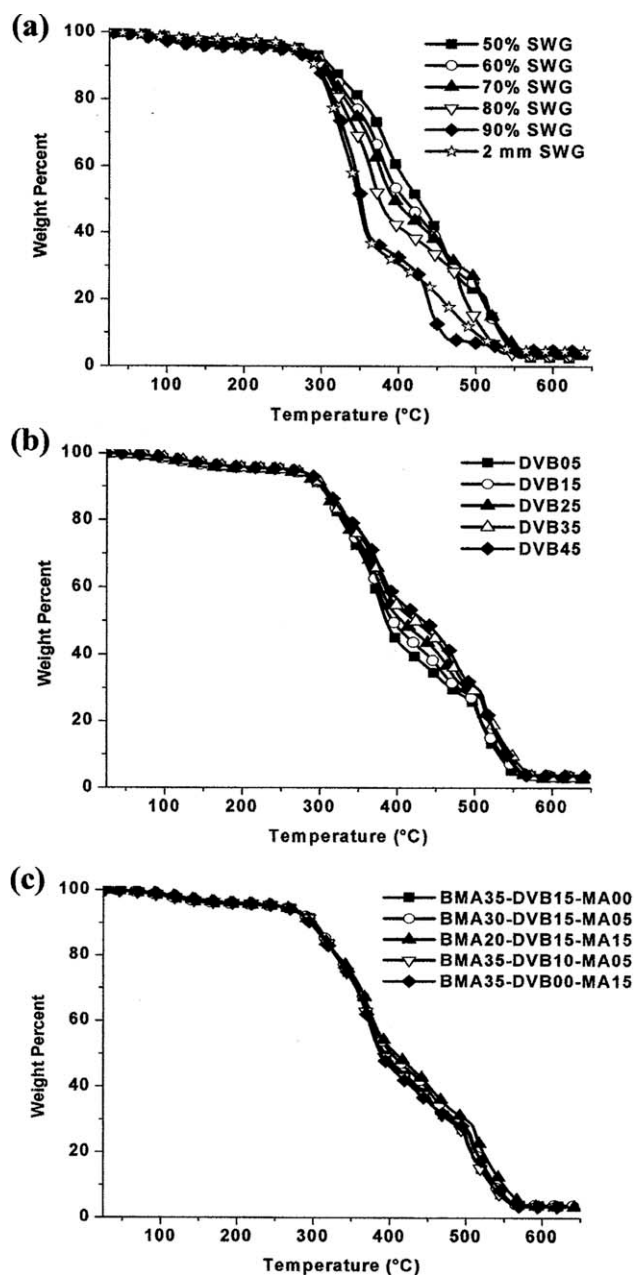 (a)
100
80
60
40
20
0
Weight Percent
50% SWG
60% SWG
70% SWG
80% SWG
90% SWG
2 mm SWG
100 200 300 400 500 600
Temperature (°C)
(b)
100
80
60
40
20
0
Weight Percent
DVB05
DVB15
DVB25
DVB35
DVB45
100 200 300 400 500 600
Temperature (°C)
(c)
100
80
60
40
20
0
Weight Percent
BMA35-DVB15-MA00
BMA30-DVB15-MA05
BMA20-DVB15-MA15
BMA35-DVB10-MA05
BMA35-DVB00-MA15
100 200 300 400 500 600
Temperature (°C)